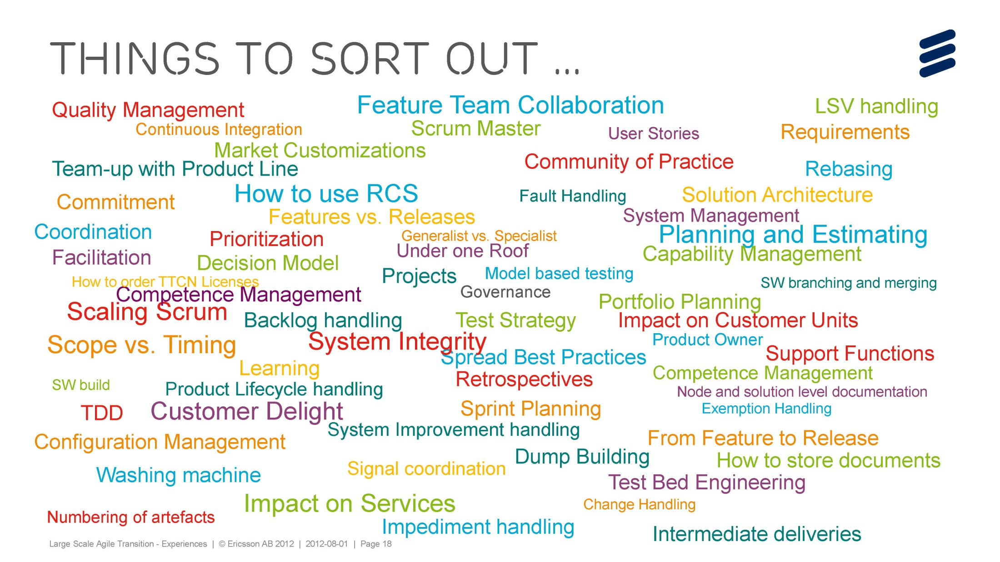 THINGS TO SORT OUT ...
Quality Management
Feature Team Collaboration
LSV handling
Continuous Integration
Scrum Master
User Stories
Requirements
Market Customizations
Community of Practice
Team-up with Product Line
Rebasing
How to use RCS
Fault Handling
Solution Architecture
Commitment
Features vs. Releases
System Management
Coordination
Prioritization
Generalist vs. Specialist
Planning and Estimating
Facilitation
Under one Roof
Capability Management
Decision Model
Projects
Model based testing
How to order TTCN Licenses
SW branching and merging
Competence Management
Governance
Portfolio Planning
Scaling Scrum
Backlog handling
Test Strategy
Impact on Customer Units
Scope vs. Timing
System Integrity
Product Owner
Spread Best Practices
Support Functions
Learning
Retrospectives
Competence Management
SW build
Product Lifecycle handling
Node and solution level documentation
TDD
Customer Delight
Sprint Planning
Exemption Handling
System Improvement handling
Configuration Management
From Feature to Release
Dump Building
How to store documents
Washing machine
Signal coordination
Test Bed Engineering
Impact on Services
Change Handling
Numbering of artefacts
Impediment handling
Intermediate deliveries
Large Scale Agile Transition - Experiences | © Ericsson AB 2012 | 2012-08-01 | Page 18